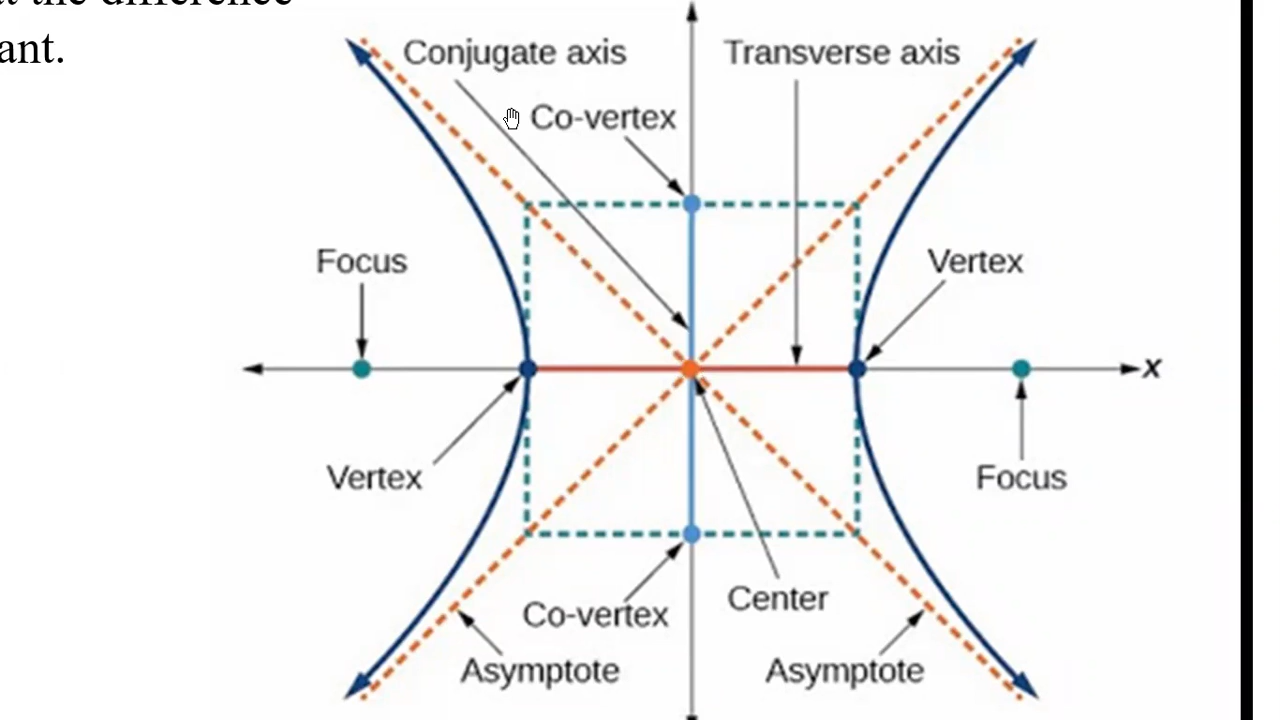 ant.
Conjugate axis
Transverse axis
Co-vertex
Focus
Vertex
x
Vertex
Focus
Center
Co-vertex
Asymptote
Asymptote